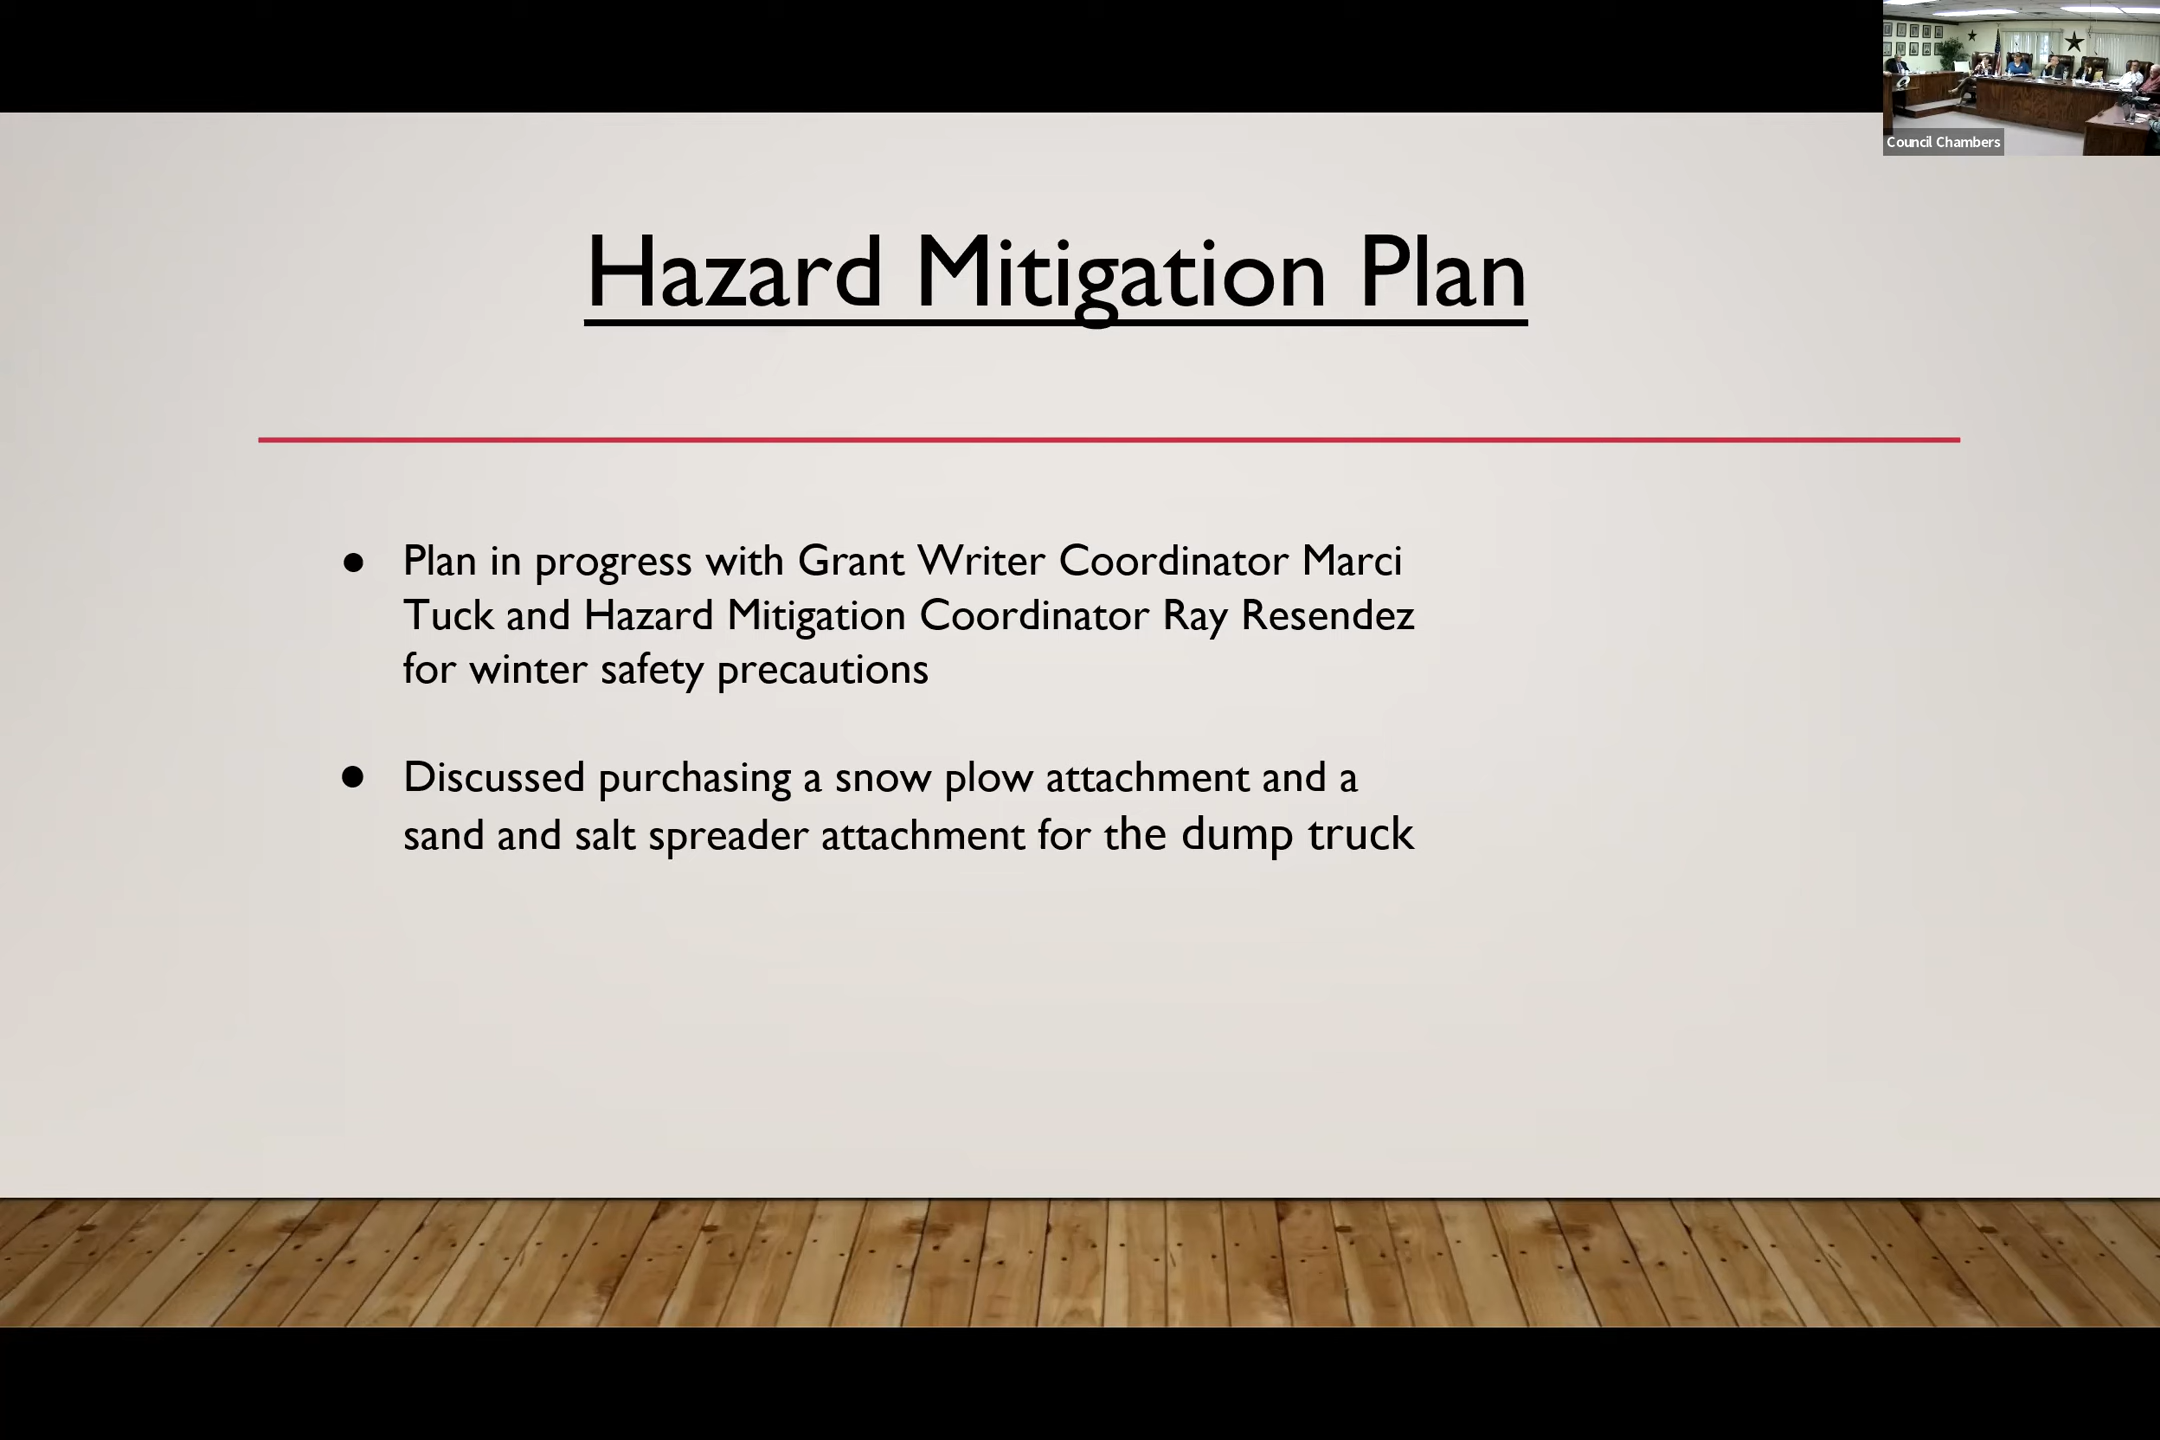 Council Chambers
Hazard Mitigation Plan
● Plan in progress with Grant Writer Coordinator Marci
Tuck and Hazard Mitigation Coordinator Ray Resendez
for winter safety precautions
● Discussed purchasing a snow plow attachment and a
sand and salt spreader attachment for the dump truck